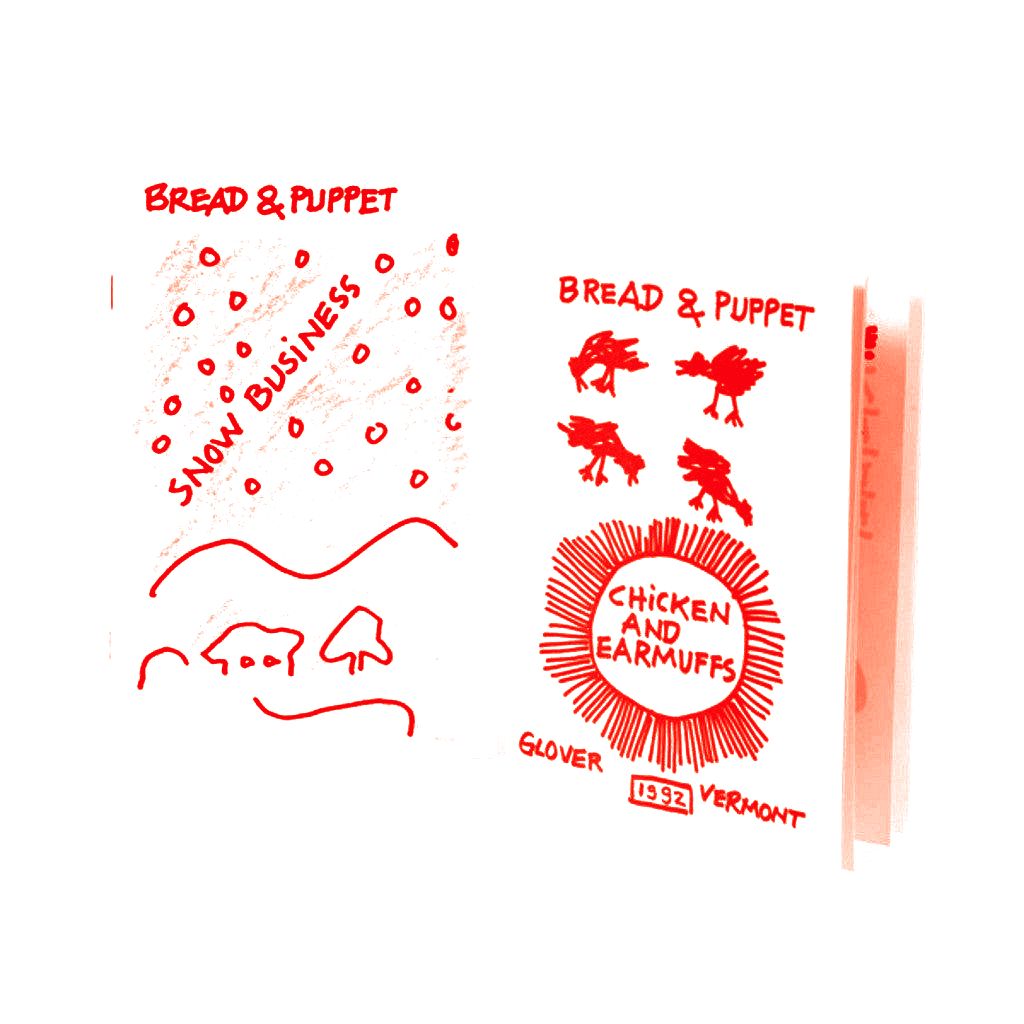 BREAD & PUPPET
SNOW BUSINESS
BREAD & PUPPET
CHICKEN
AND
EARMUFFS
GLOVER
1992 VERMONT